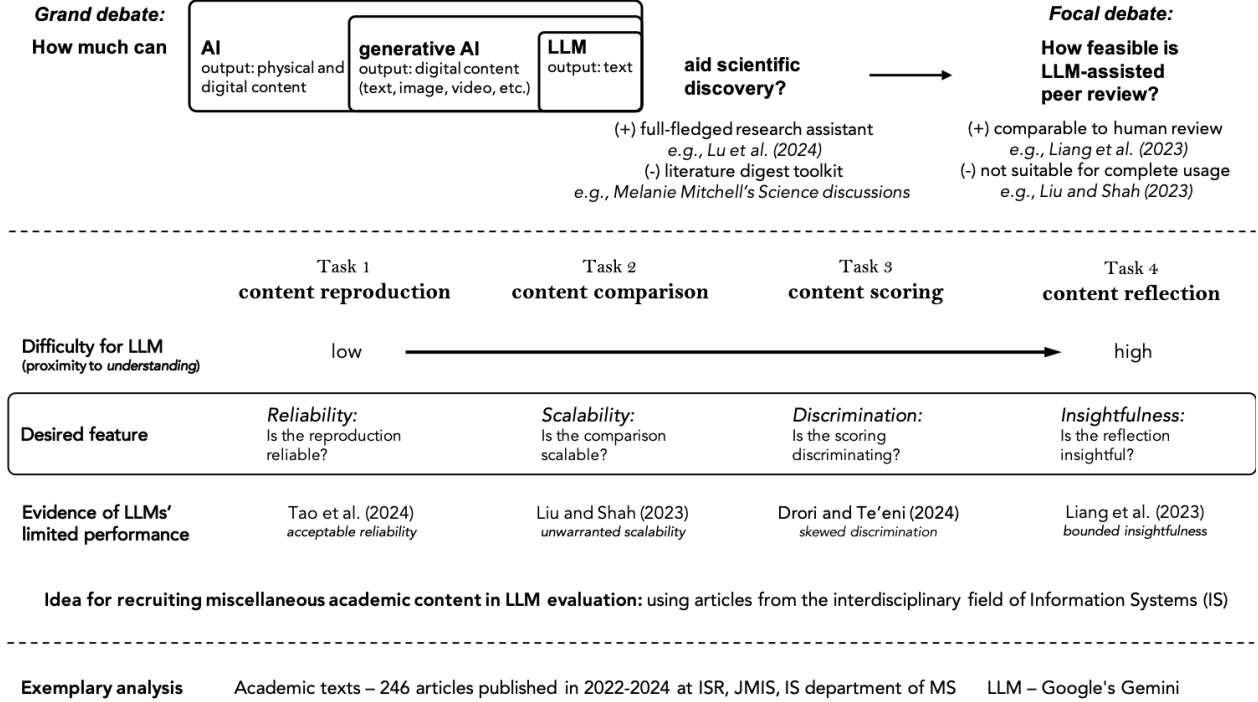 Grand debate:
How much can
AI
output: physical and
digital content
generative AI
output: digital content
(text, image, video, etc.)
LLM
output: text
aid scientific
discovery?
(+) full-fledged research assistant
e.g., Lu et al. (2024)
(-) literature digest toolkit
e.g., Melanie Mitchell's Science discussions
Focal debate:
How feasible is
LLM-assisted
peer review?
(+) comparable to human review
e.g., Liang et al. (2023)
(-) not suitable for complete usage
e.g., Liu and Shah (2023)
Task 1
content reproduction
Task 2
content comparison
Task 3
content scoring
Task 4
content reflection
Difficulty for LLM
(proximity to understanding)
low
high
Desired feature
Reliability:
Is the reproduction
reliable?
Scalability:
Is the comparison
scalable?
Discrimination:
Is the scoring
discriminating?
Insightfulness:
Is the reflection
insightful?
Evidence of LLMs'
limited performance
Tao et al. (2024)
acceptable reliability
Liu and Shah (2023)
unwarranted scalability
Drori and Te'eni (2024)
skewed discrimination
Liang et al. (2023)
bounded insightfulness
Idea for recruiting miscellaneous academic content in LLM evaluation: using articles from the interdisciplinary field of Information Systems (IS)
Exemplary analysis
Academic texts – 246 articles published in 2022-2024 at ISR, JMIS, IS department of MS
LLM – Google's Gemini